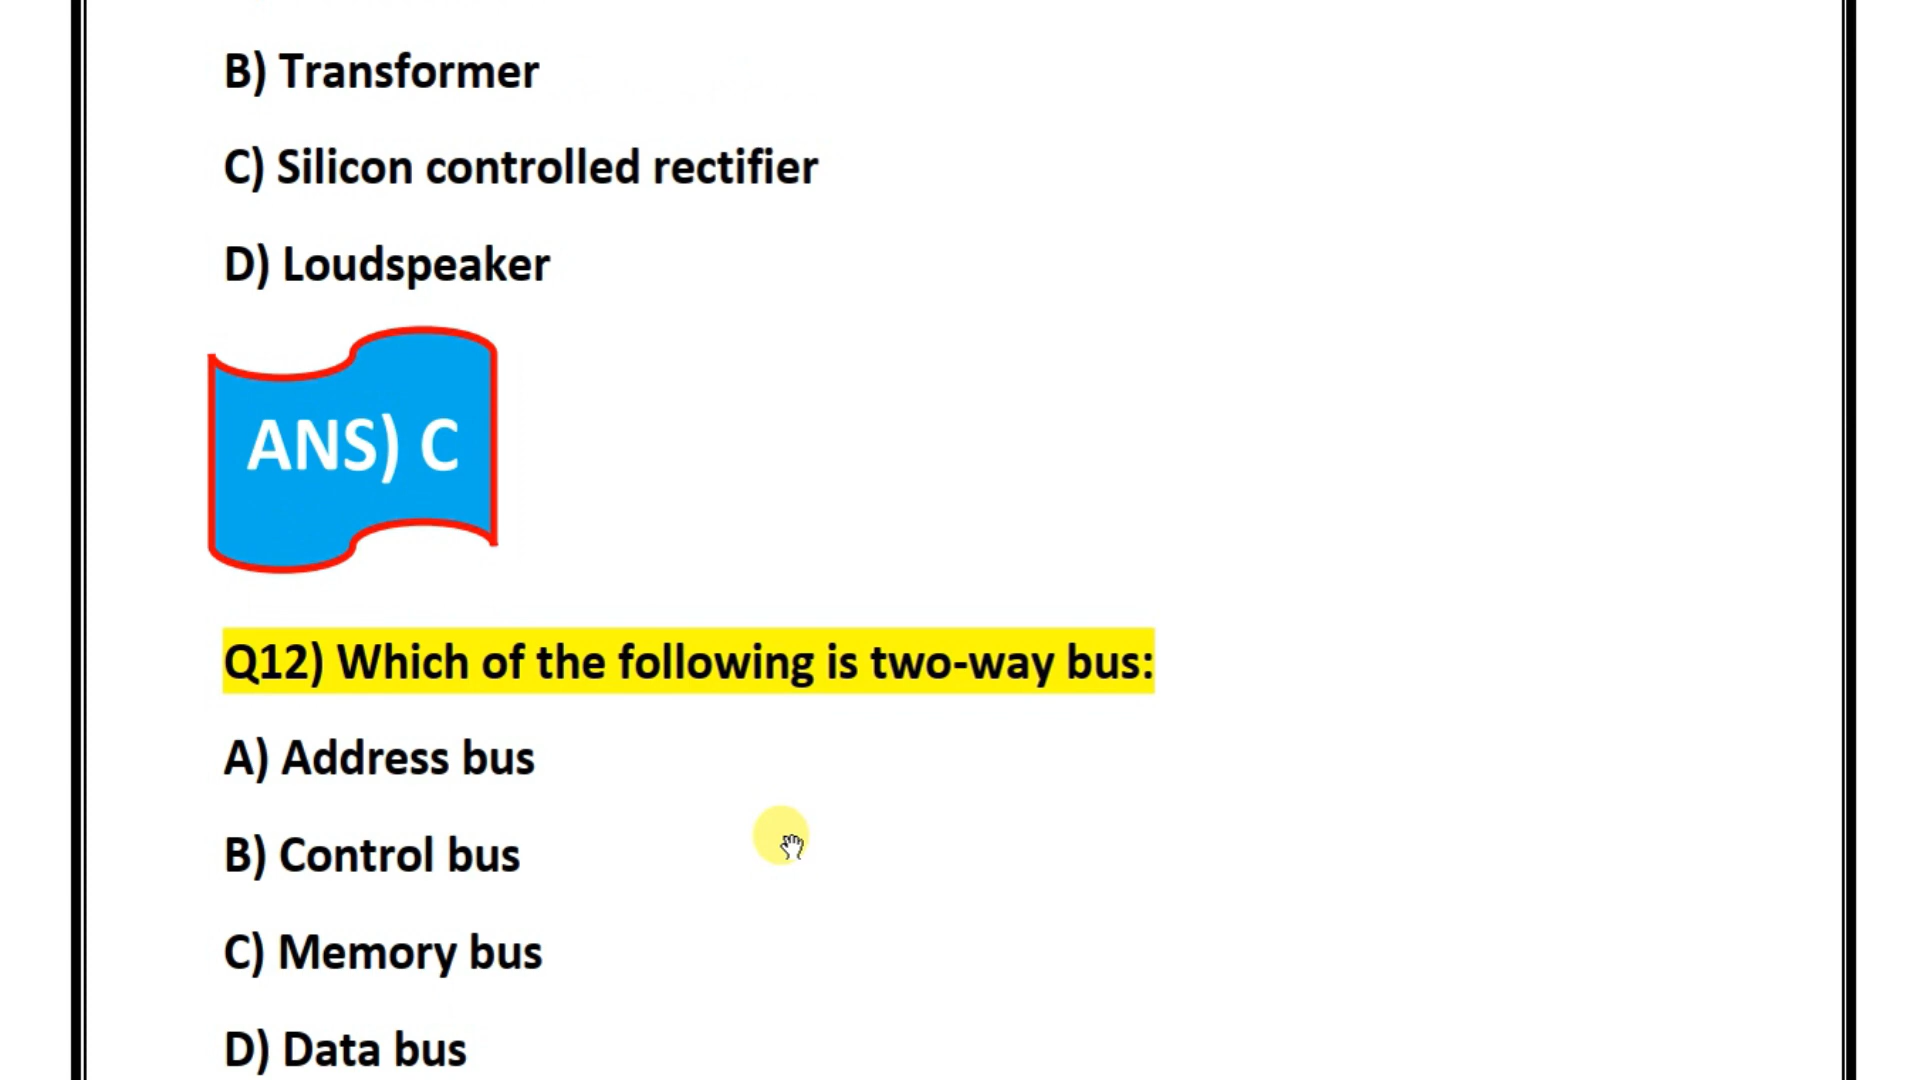 B) Transformer
C) Silicon controlled rectifier
D) Loudspeaker
ANS) C
Q12) Which of the following is two-way bus:
A) Address bus
B) Control bus
C) Memory bus
D) Data bus